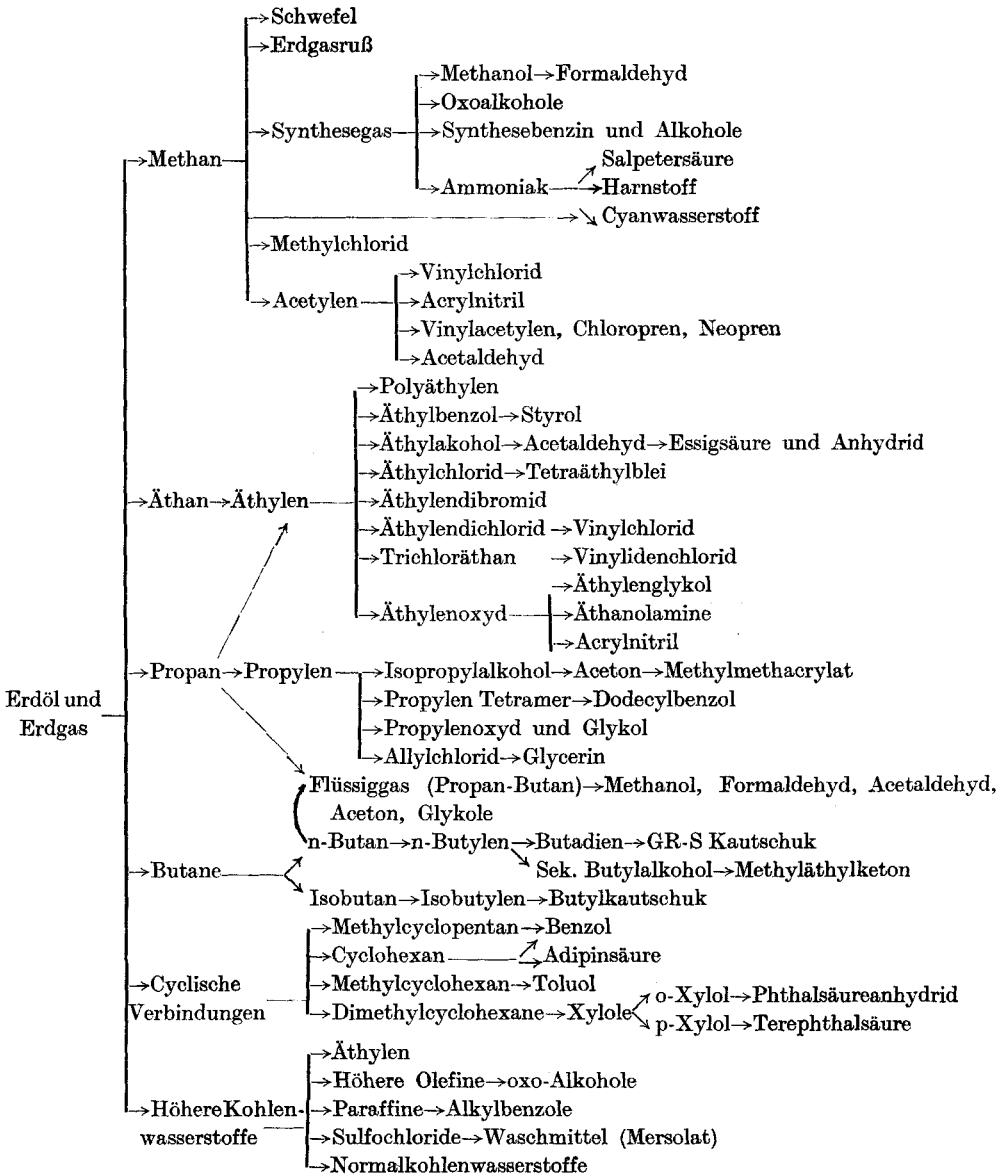 →Schwefel
→Erdgasruß
→Methanol→Formaldehyd
→Oxoalkohole
→Synthesegas→Synthesebenzin und Alkohole
Salpetersäure
→Methan
→Ammoniak→Harnstoff
→Cyanwasserstoff
→Methylchlorid
→Vinylchlorid
→Acetylen→Acrylnitril
→Vinylacetylen, Chloropren, Neopren
→Acetaldehyd
→Polyäthylen
→Äthylbenzol→Styrol
→Äthylakohol→Acetaldehyd→Essigsäure und Anhydrid
→Äthylchlorid→Tetraäthylblei
→Äthan→Äthylen→Äthylendibromid
→Äthylendichlorid→Vinylchlorid
→Trichloräthan→Vinylidenchlorid
→Äthylenglykol
→Äthylenoxyd→Äthanolamine
→Acrylnitril
→Propan→Propylen→Isopropylalkohol→Aceton→Methylmethacrylat
→Propylen Tetramer→Dodecylbenzol
Erdöl und
Erdgas
→Propylenoxyd und Glykol
→Allylchlorid→Glycerin
Flüssiggas (Propan-Butan)→Methanol, Formaldehyd, Acetaldehyd,
Aceton, Glykole
n-Butan→n-Butylen→Butadien→GR-S Kautschuk
→Butane
Sek. Butylalkohol→Methyläthylketon
Isobutan→Isobutylen→Butylkautschuk
→Methylcyclopentan→Benzol
→Cyclohexan→Adipinsäure
→Cyclische
Verbindungen
→Methylcyclohexan→Toluol
o-Xylol→Phthalsäureanhydrid
→Dimethylcyclohexane→Xylole
p-Xylol→Terephthalsäure
→Äthylen
→Höhere Olefine→oxo-Alkohole
→Höhere Kohlen-
wasserstoffe
→Paraffine→Alkylbenzole
→Sulfochloride→Waschmittel (Mersolat)
→Normalkohlenwasserstoffe